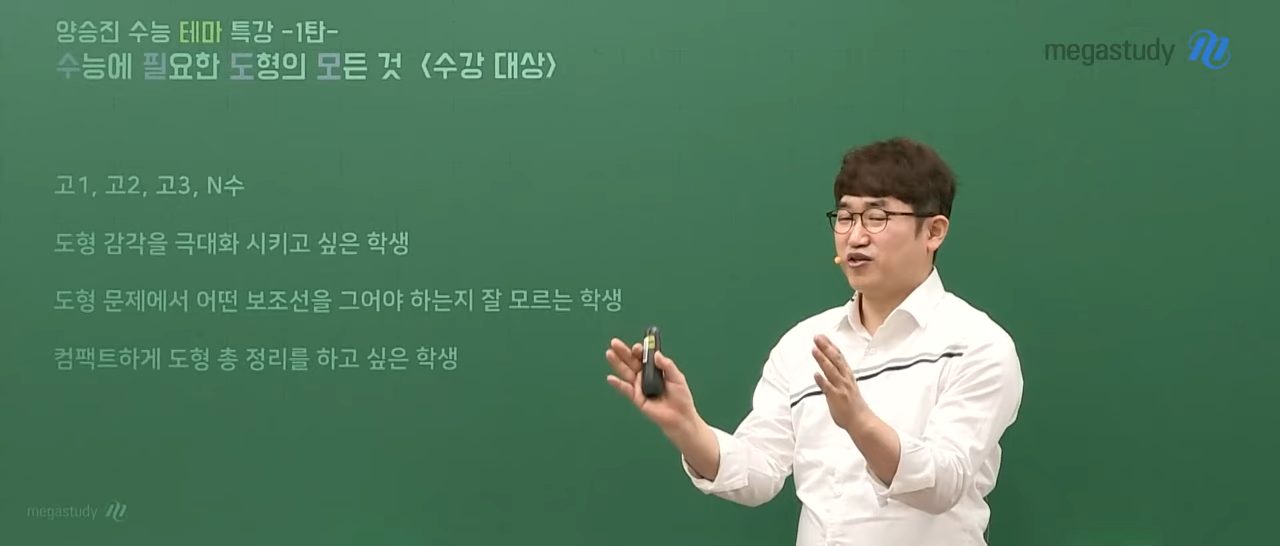 양승진 수능 테마 특강 -1탄-
수능에 필요한 도형의 모든 것 <수강 대상>
megastudy
고1, 고2, 고3, N수
도형 감각을 극대화 시키고 싶은 학생
도형 문제에서 어떤 보조선을 그어야 하는지 잘 모르는 학생
컴팩트하게 도형 총 정리를 하고 싶은 학생
megastudy